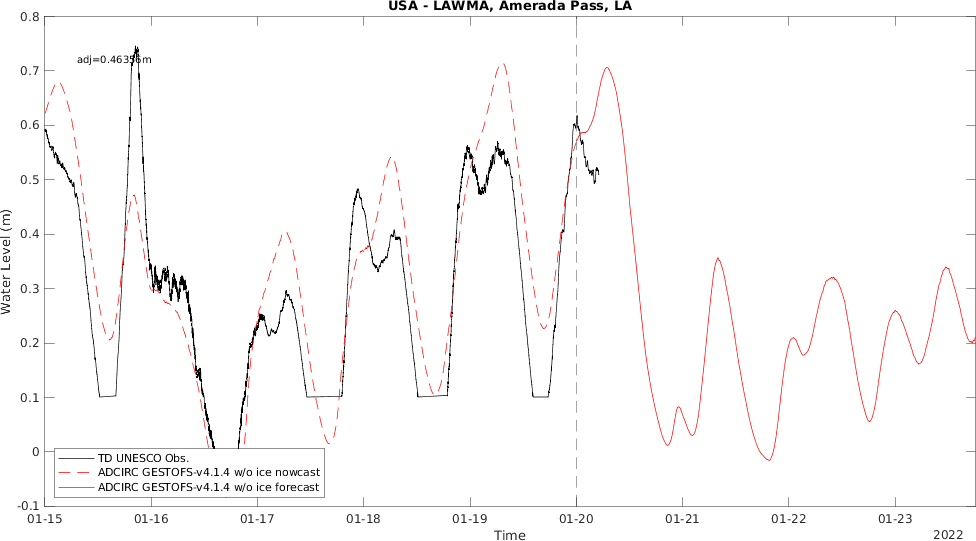 USA - LAWMA, Amerada Pass, LA
adj=0.46356m
Water Level (m)
0.8
0.7
0.6
0.5
0.4
0.3
0.2
0.1
0
-0.1
TD UNESCO Obs.
ADCIRC GESTOFS-v4.1.4 w/o ice nowcast
ADCIRC GESTOFS-v4.1.4 w/o ice forecast
01-15 01-16 01-17 01-18 01-19 01-20 01-21 01-22 01-23
Time
2022